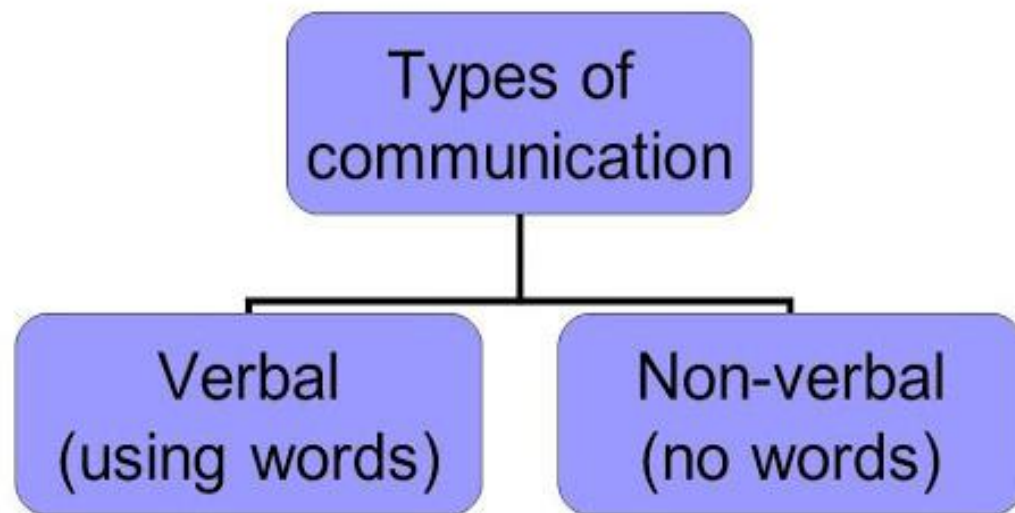 Types of
communication
Verbal
(using words)
Non-verbal
(no words)